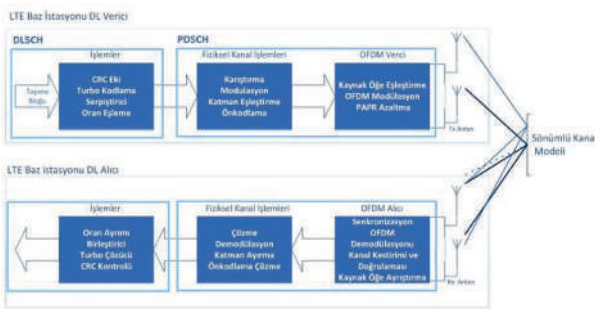 LTE Baz İstasyonu DL Verici
DLSCH
PDSCH
İşlemler
Fiziksel Kanal İşlemleri
OFDM Verici
Taşıma
Bloğu
CRC Eki
Turbo Kodlama
Serpiştirici
Oran Eşleme
Karıştırma
Modulasyon
Katman Eşleştirme
Önkodlama
Kaynak Öğe Eşleştirme
OFDM Modülasyon
PAPR Azaltma
Tx Anten
Sönümlü Kana
Modeli
LTE Baz istasyonu DL Alıcı
İşlemler
Fiziksel Kanal İşlemleri
OFDM Alıcı
Oran Ayrımı
Birleştirici
Turbo Çözücü
CRC Kontrolü
Çözme
Demodülasyon
Katman Ayırma
Önkodlama Çözme
Senkronizasyon
OFDM
Demodülasyonu
Kanal Kestirimi ve
Doğrulaması
Kaynak Öğe Ayrıştırma
Rx Anten